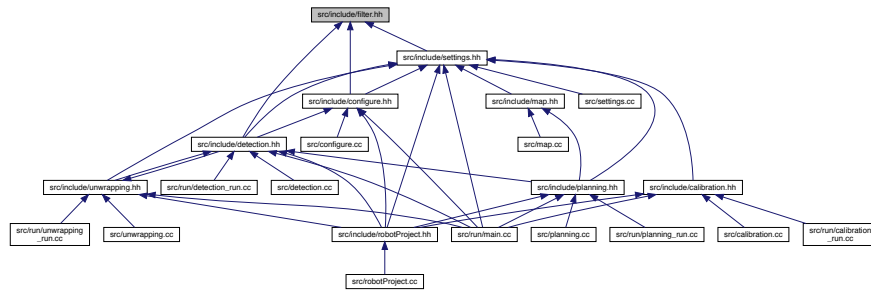 src/include/filter.hh
src/include/settings.hh
src/include/configure.hh
src/include/map.hh
src/settings.cc
src/include/detection.hh
src/configure.cc
src/map.cc
src/include/unwrapping.hh
src/run/detection_run.cc
src/detection.cc
src/include/planning.hh
src/include/calibration.hh
src/run/unwrapping
_run.cc
src/unwrapping.cc
src/include/robotProject.hh
src/run/main.cc
src/planning.cc
src/run/planning_run.cc
src/calibration.cc
src/run/calibration
_run.cc
src/robotProject.cc